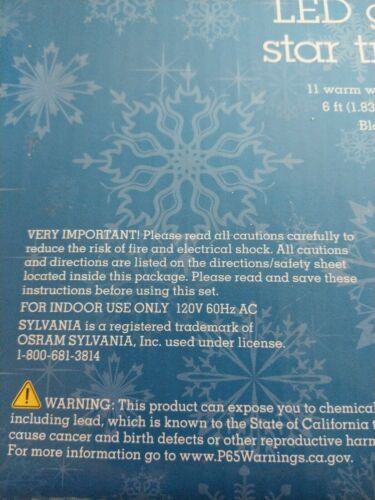 LED
star
11 warm
6 ft (1.83
VERY IMPORTANT! Please read all cautions carefully to
reduce the risk of fire and electrical shock. All cautions
and directions are listed on the directions/safety sheet
located inside this package. Please read and save these
instructions before using this set.
FOR INDOOR USE ONLY 120V 60Hz AC
SYLVANIA is a registered trademark of
OSRAM SYLVANIA, Inc. used under license.
1-800-681-3814
WARNING: This product can expose you to chemical
including lead, which is known to the State of California
cause cancer and birth defects or other reproductive harm
For more information go to www.P65Warnings.ca.gov.